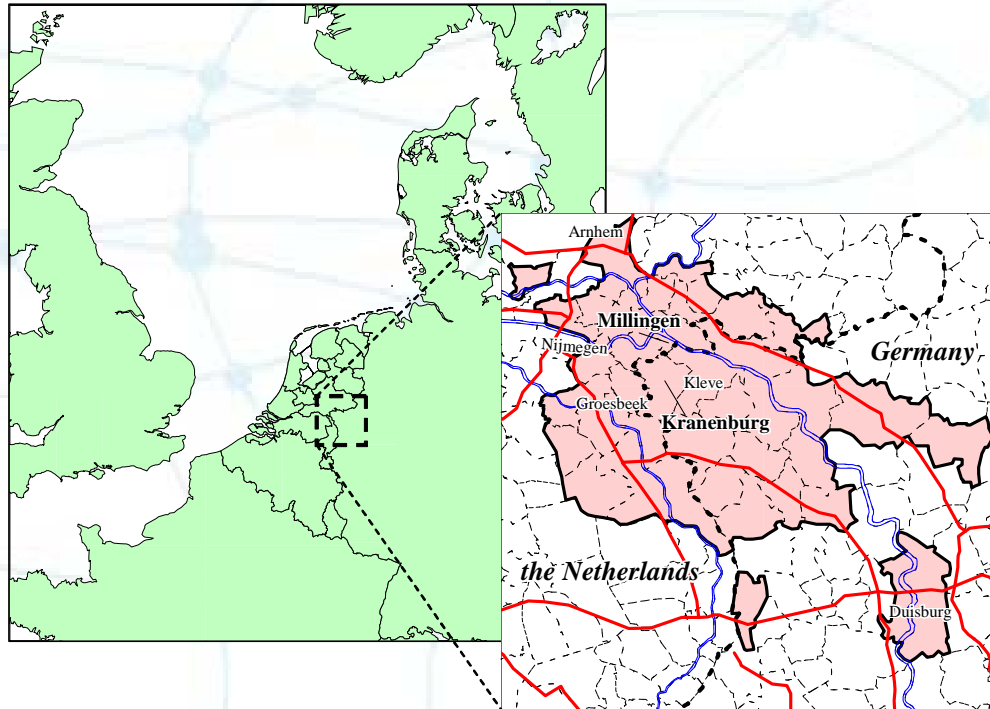 Arnhem
Millingen
Nijmegen
Germany
Kleve
Groesbeek
Kranenburg
the Netherlands
Duisburg